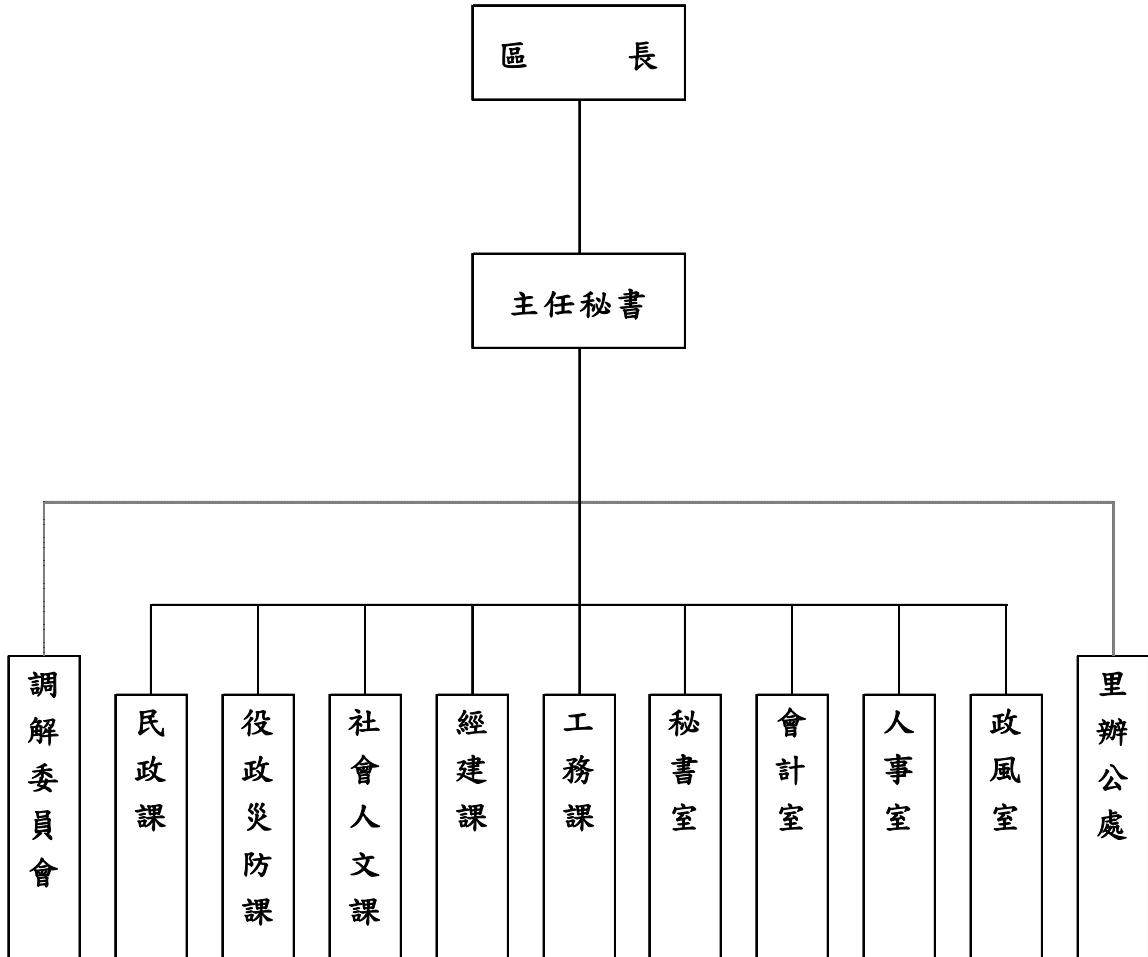 區長
主任秘書
調解委員會
民政課
役政災防課
社會人文課
經建課
工務課
秘書室
會計室
人事室
政風室
里辦公處